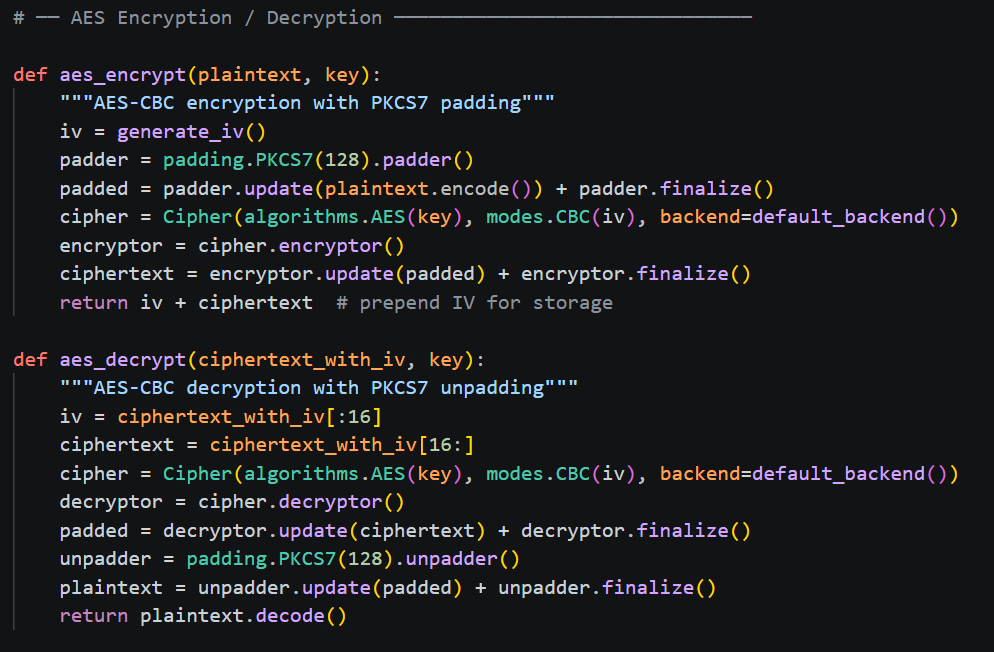 # —— AES Encryption / Decryption ———————————————————————————————
def aes_encrypt(plaintext, key):
    """AES-CBC encryption with PKCS7 padding"""
    iv = generate_iv()
    padder = padding.PKCS7(128).padder()
    padded = padder.update(plaintext.encode()) + padder.finalize()
    cipher = Cipher(algorithms.AES(key), modes.CBC(iv), backend=default_backend())
    encryptor = cipher.encryptor()
    ciphertext = encryptor.update(padded) + encryptor.finalize()
    return iv + ciphertext  # prepend IV for storage
def aes_decrypt(ciphertext_with_iv, key):
    """AES-CBC decryption with PKCS7 unpadding"""
    iv = ciphertext_with_iv[:16]
    ciphertext = ciphertext_with_iv[16:]
    cipher = Cipher(algorithms.AES(key), modes.CBC(iv), backend=default_backend())
    decryptor = cipher.decryptor()
    padded = decryptor.update(ciphertext) + decryptor.finalize()
    unpadder = padding.PKCS7(128).unpadder()
    plaintext = unpadder.update(padded) + unpadder.finalize()
    return plaintext.decode()